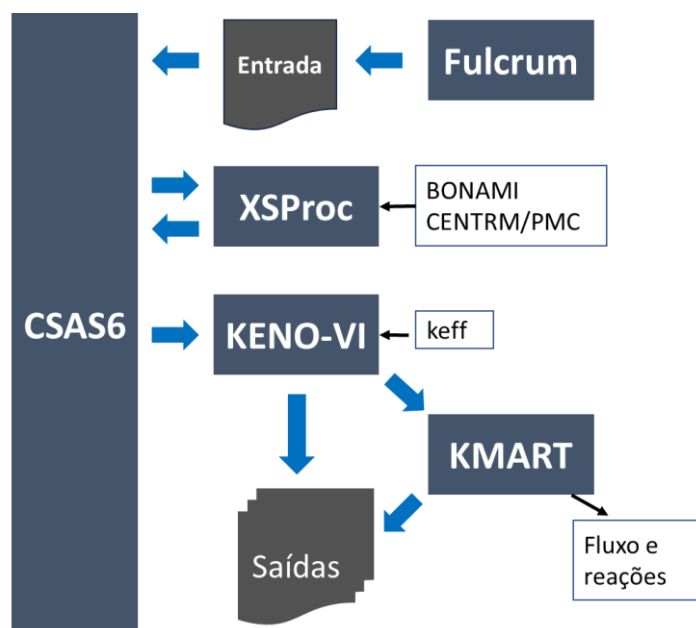 Entrada
Fulcrum
XSProc
BONAMI
CENTRM/PMC
CSAS6
KENO-VI
keff
KMART
Saídas
Fluxo e
reações